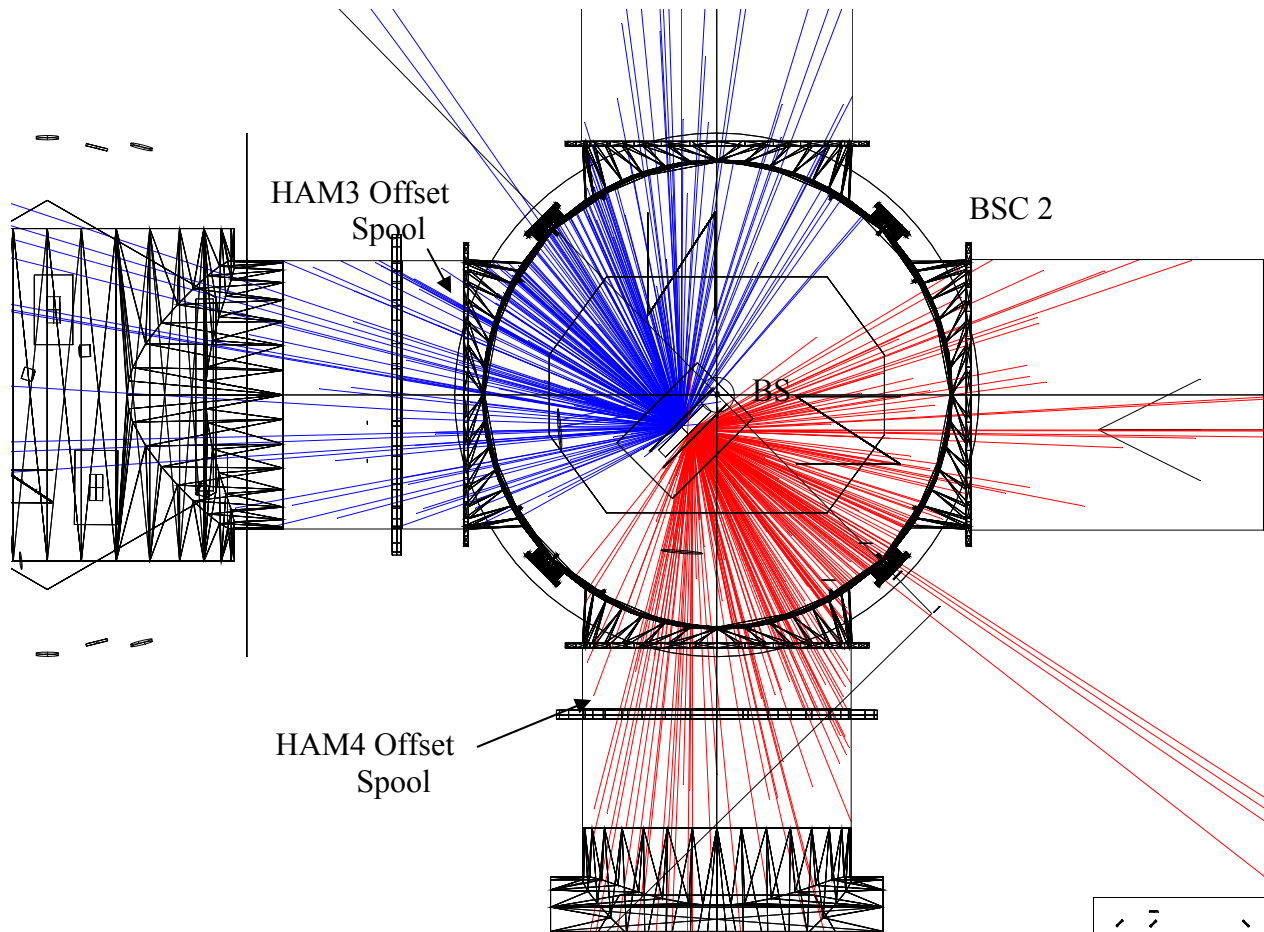 HAM3 Offset
Spool
BSC 2
BS
HAM4 Offset
Spool